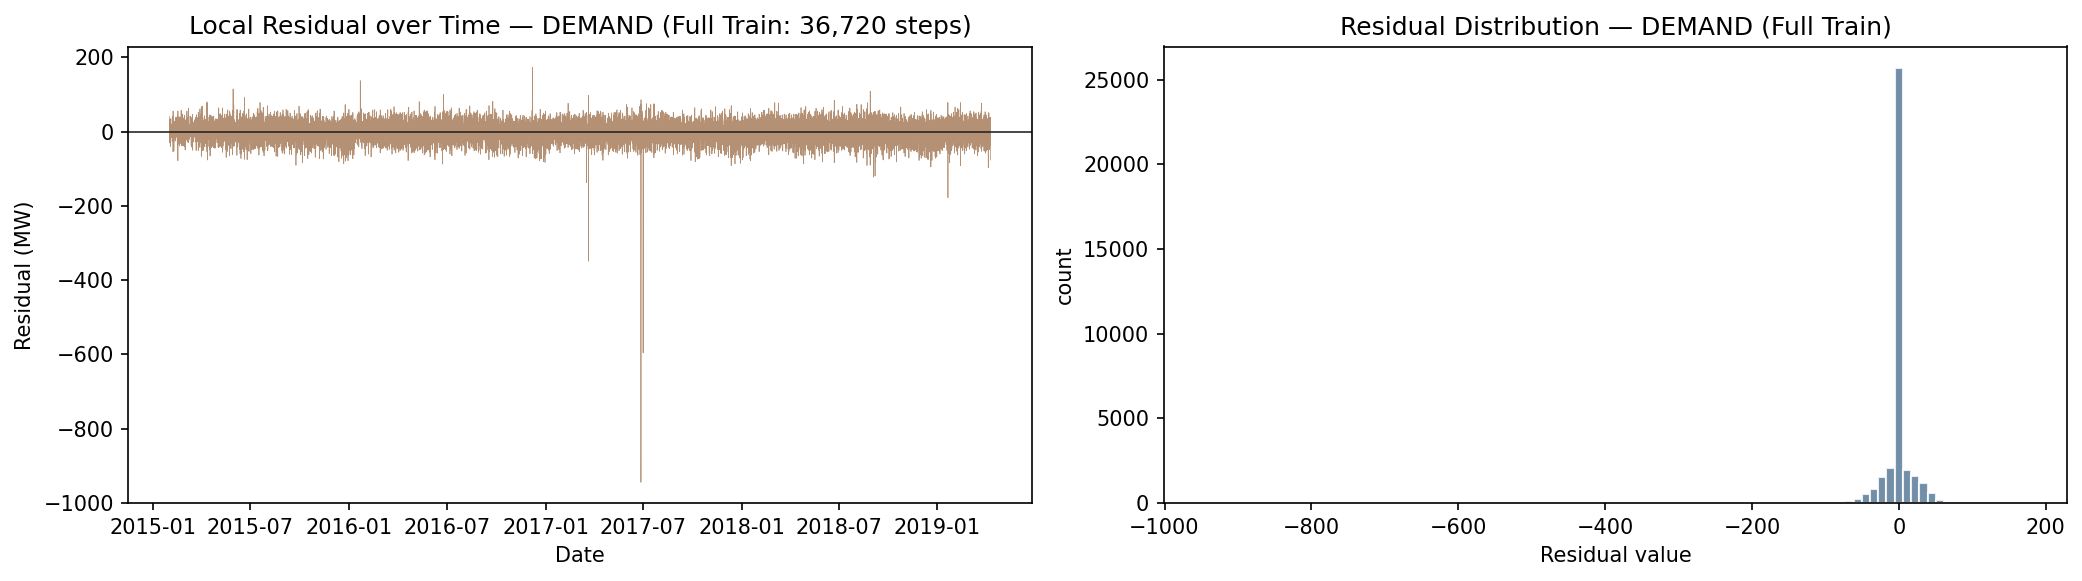 Local Residual over Time — DEMAND (Full Train: 36,720 steps)
200
0
−200
−400
−600
−800
−1000
Residual (MW)
2015-01 2015-07 2016-01 2016-07 2017-01 2017-07 2018-01 2018-07 2019-01
Date
Residual Distribution — DEMAND (Full Train)
25000
20000
15000
10000
5000
0
count
−1000 −800 −600 −400 −200 0 200
Residual value